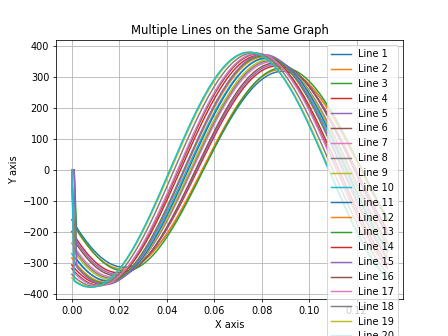 Multiple Lines on the Same Graph
400
300
200
100
0
−100
−200
−300
−400
Y axis
0.00
0.02
0.04
0.06
0.08
0.10
X axis
Line 1
Line 2
Line 3
Line 4
Line 5
Line 6
Line 7
Line 8
Line 9
Line 10
Line 11
Line 12
Line 13
Line 14
Line 15
Line 16
Line 17
Line 18
Line 19
Line 20